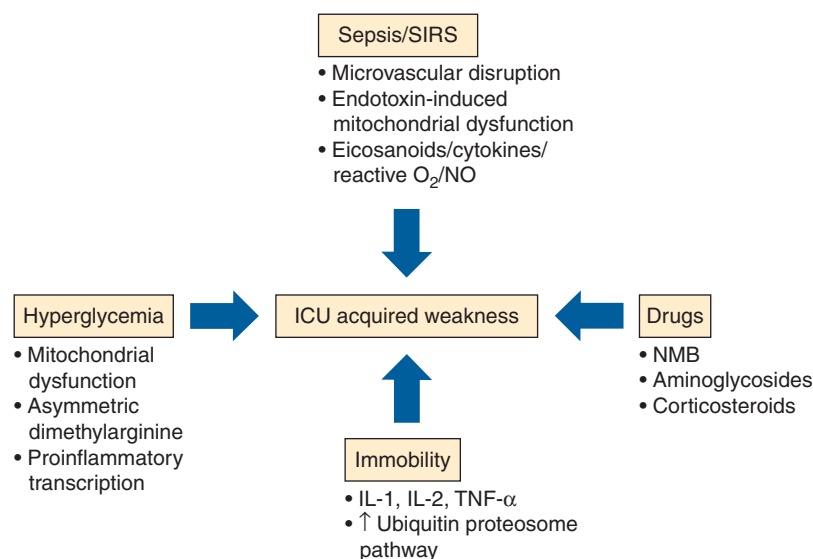 Sepsis/SIRS
• Microvascular disruption
• Endotoxin-induced
mitochondrial dysfunction
• Eicosanoids/cytokines/
reactive O₂/NO
Hyperglycemia
• Mitochondrial
dysfunction
• Asymmetric
dimethylarginine
• Proinflammatory
transcription
ICU acquired weakness
Drugs
• NMB
• Aminoglycosides
• Corticosteroids
Immobility
• IL-1, IL-2, TNF-α
• ↑ Ubiquitin proteosome
pathway